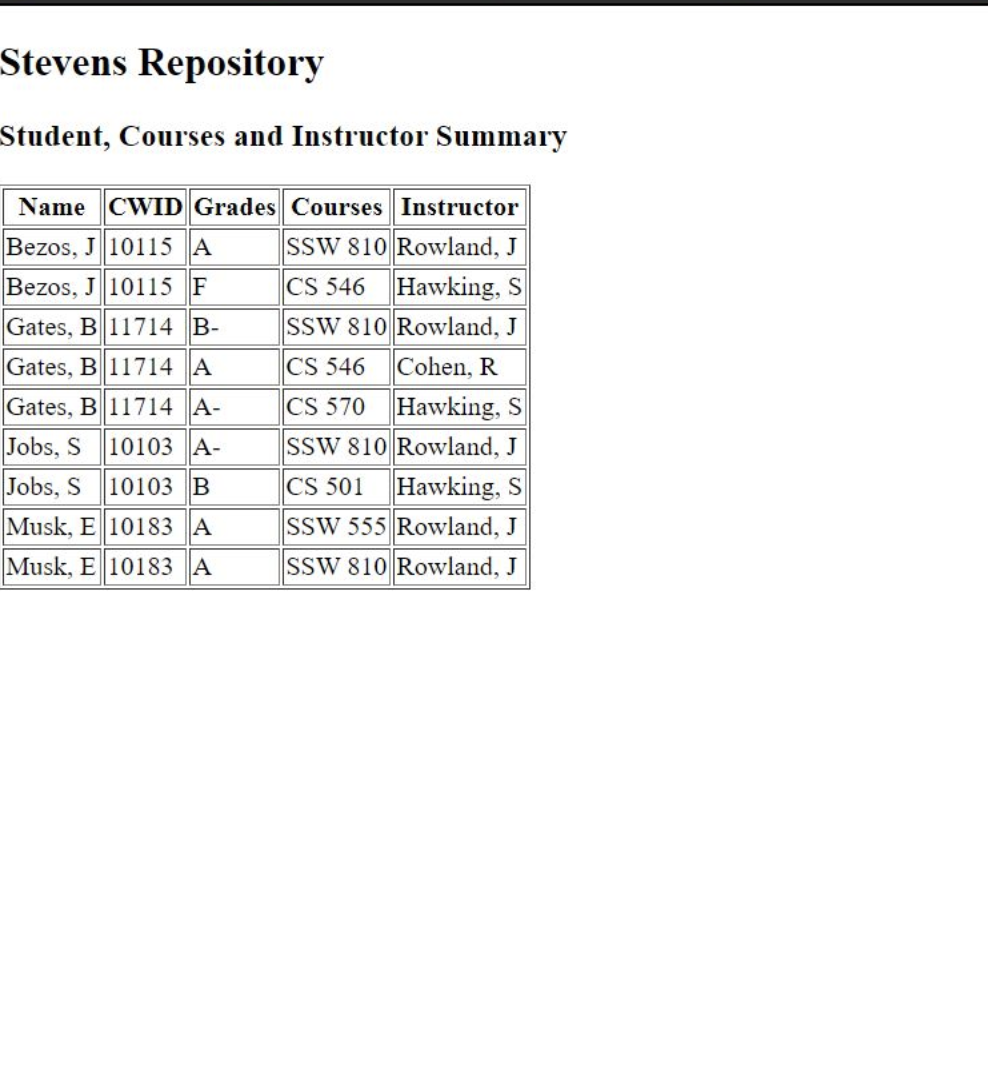 Stevens Repository
Student, Courses and Instructor Summary
Name CWID Grades Courses Instructor
Bezos, J 10115 A SSW 810 Rowland, J
Bezos, J 10115 F CS 546 Hawking, S
Gates, B 11714 B- SSW 810 Rowland, J
Gates, B 11714 A CS 546 Cohen, R
Gates, B 11714 A- CS 570 Hawking, S
Jobs, S 10103 A- SSW 810 Rowland, J
Jobs, S 10103 B CS 501 Hawking, S
Musk, E 10183 A SSW 555 Rowland, J
Musk, E 10183 A SSW 810 Rowland, J